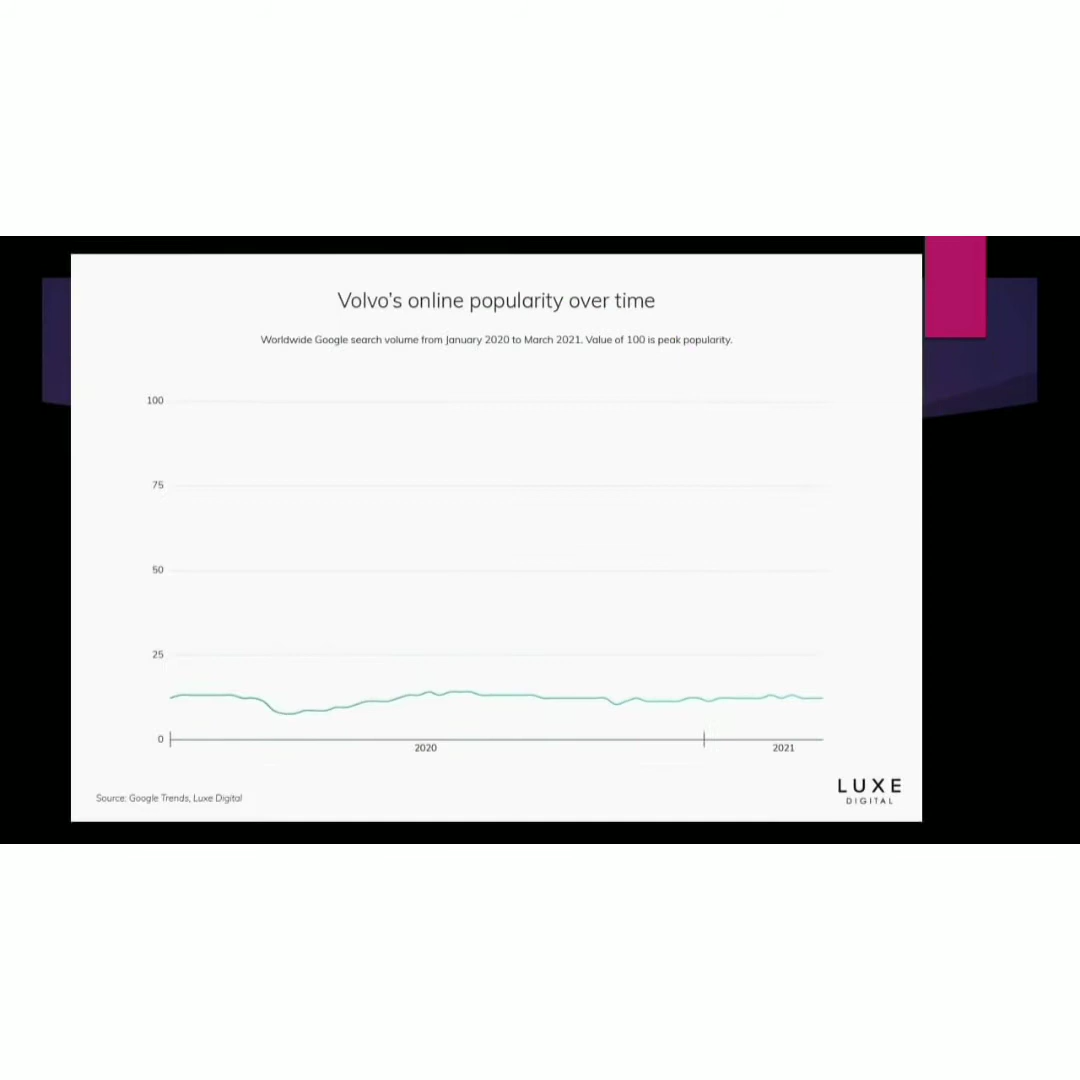 Volvo's online popularity over time
Worldwide Google search volume from January 2020 to March 2021. Value of 100 is peak popularity.
100
75
50
25
0
2020
2021
Source: Google Trends, Luxe Digital
LUXE
DIGITAL